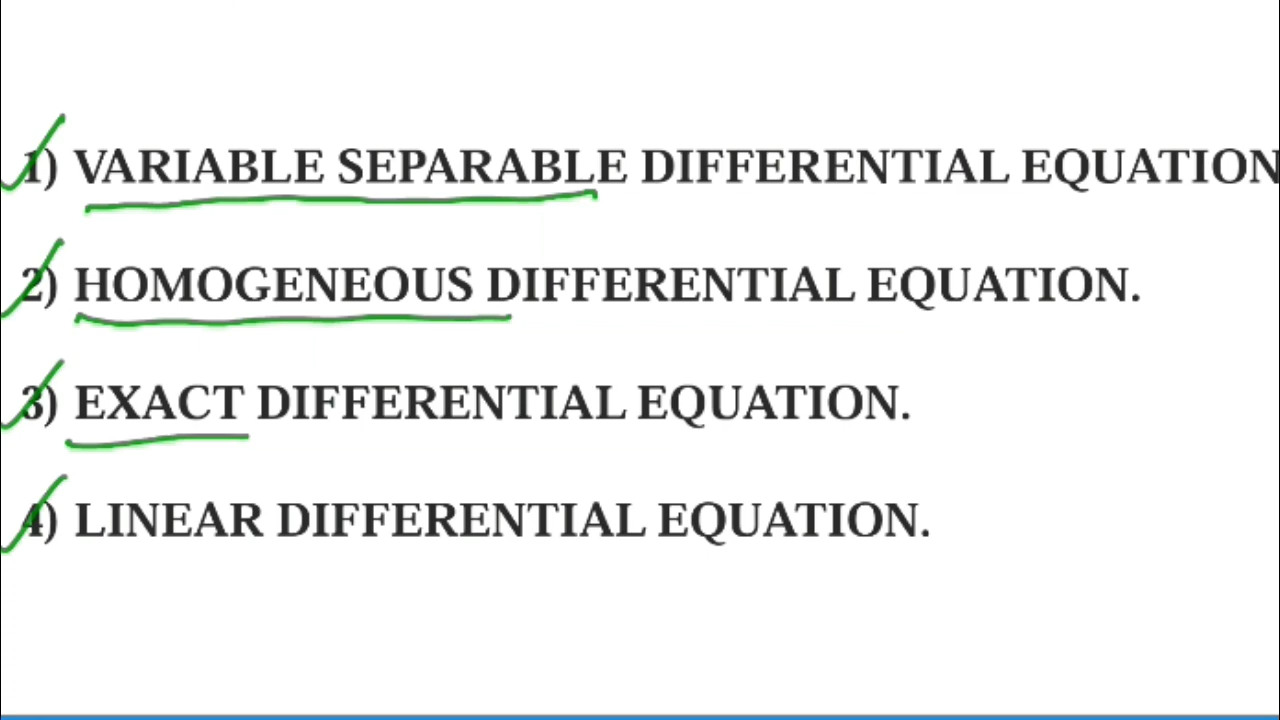 1) VARIABLE SEPARABLE DIFFERENTIAL EQUATION
2) HOMOGENEOUS DIFFERENTIAL EQUATION.
3) EXACT DIFFERENTIAL EQUATION.
4) LINEAR DIFFERENTIAL EQUATION.